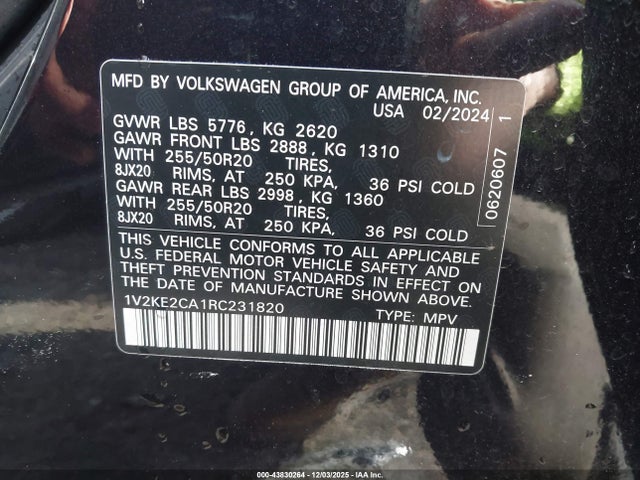 MFD BY VOLKSWAGEN GROUP OF AMERICA, INC.
USA 02/2024
GVWR LBS 5776, KG 2620
GAWR FRONT LBS 2888, KG 1310
WITH 255/50R20 TIRES,
8JX20 RIMS, AT 250 KPA, 36 PSI COLD
GAWR REAR LBS 2998, KG 1360
WITH 255/50R20 TIRES,
8JX20 RIMS, AT 250 KPA, 36 PSI COLD
THIS VEHICLE CONFORMS TO ALL APPLICABLE
U.S. FEDERAL MOTOR VEHICLE SAFETY AND
THEFT PREVENTION STANDARDS IN EFFECT ON
THE DATE OF MANUFACTURE SHOWN ABOVE.
1V2KE2CA1RC231820 TYPE: MPV
0620607 1
000-43830264 - 12/03/2025 - IAAI.COM